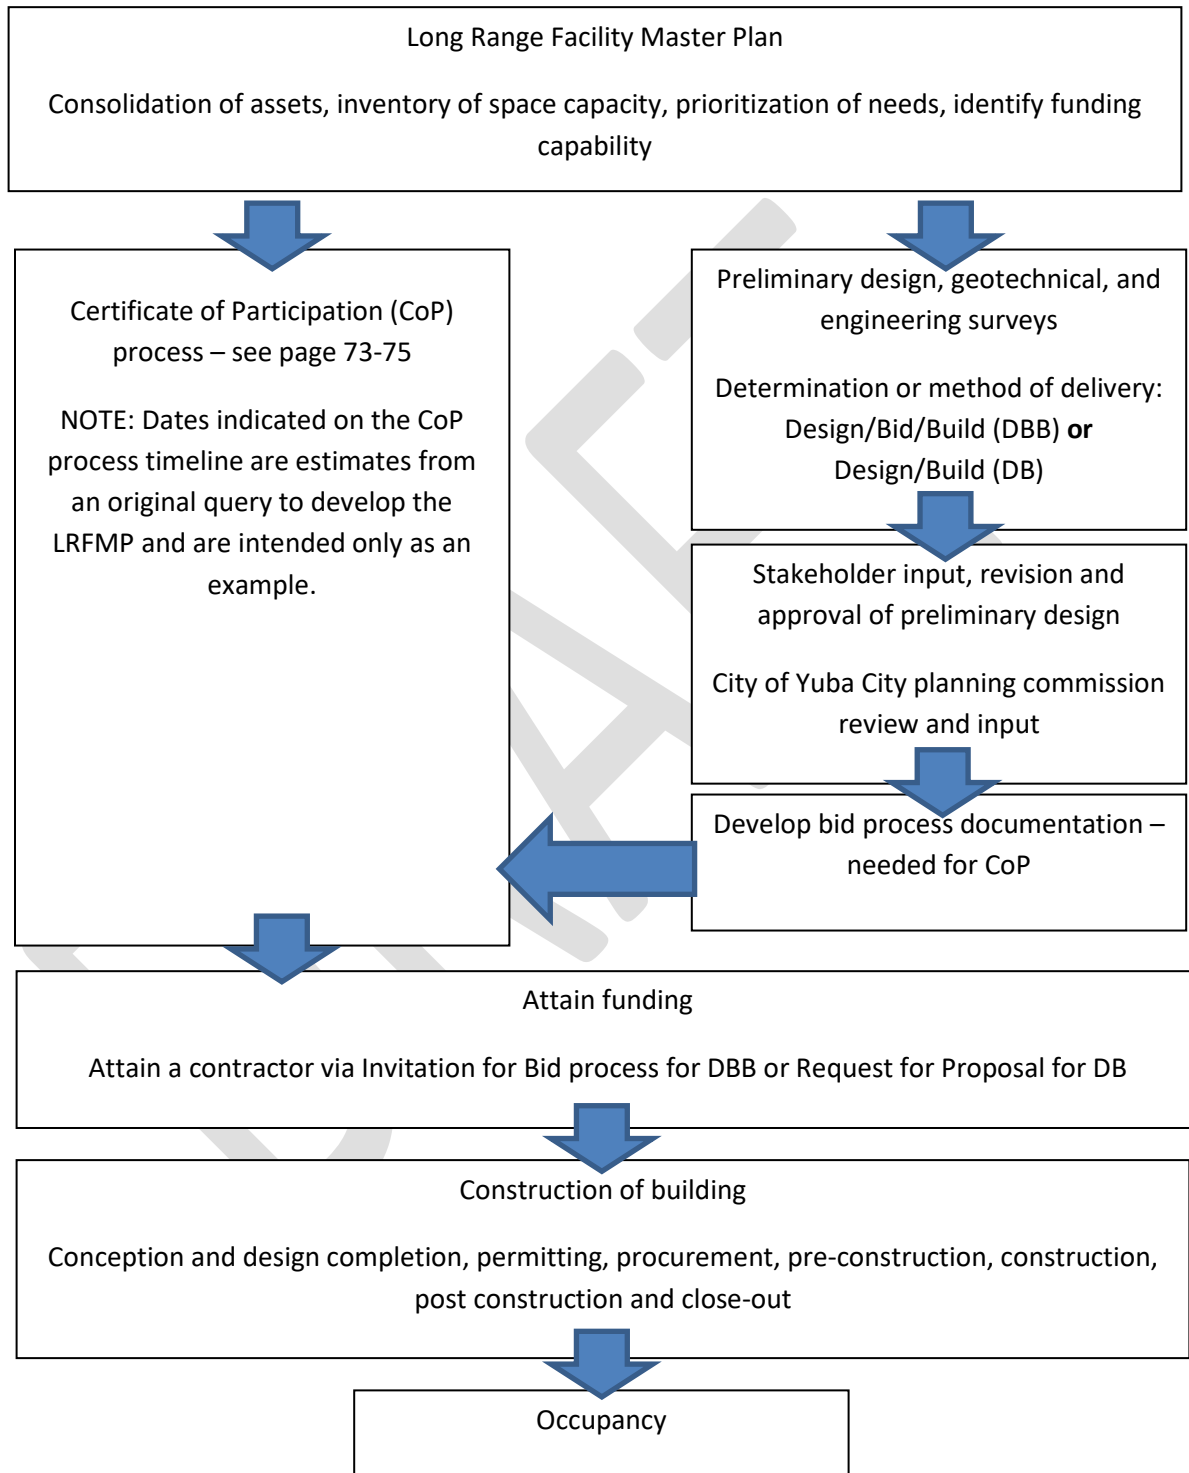 Long Range Facility Master Plan
Consolidation of assets, inventory of space capacity, prioritization of needs, identify funding
capability
Certificate of Participation (CoP)
process – see page 73-75
NOTE: Dates indicated on the CoP
process timeline are estimates from
an original query to develop the
LRFMP and are intended only as an
example.
Preliminary design, geotechnical, and
engineering surveys
Determination or method of delivery:
Design/Bid/Build (DBB) or
Design/Build (DB)
Stakeholder input, revision and
approval of preliminary design
City of Yuba City planning commission
review and input
Develop bid process documentation –
needed for CoP
Attain funding
Attain a contractor via Invitation for Bid process for DBB or Request for Proposal for DB
Construction of building
Conception and design completion, permitting, procurement, pre-construction, construction,
post construction and close-out
Occupancy
DRAFT